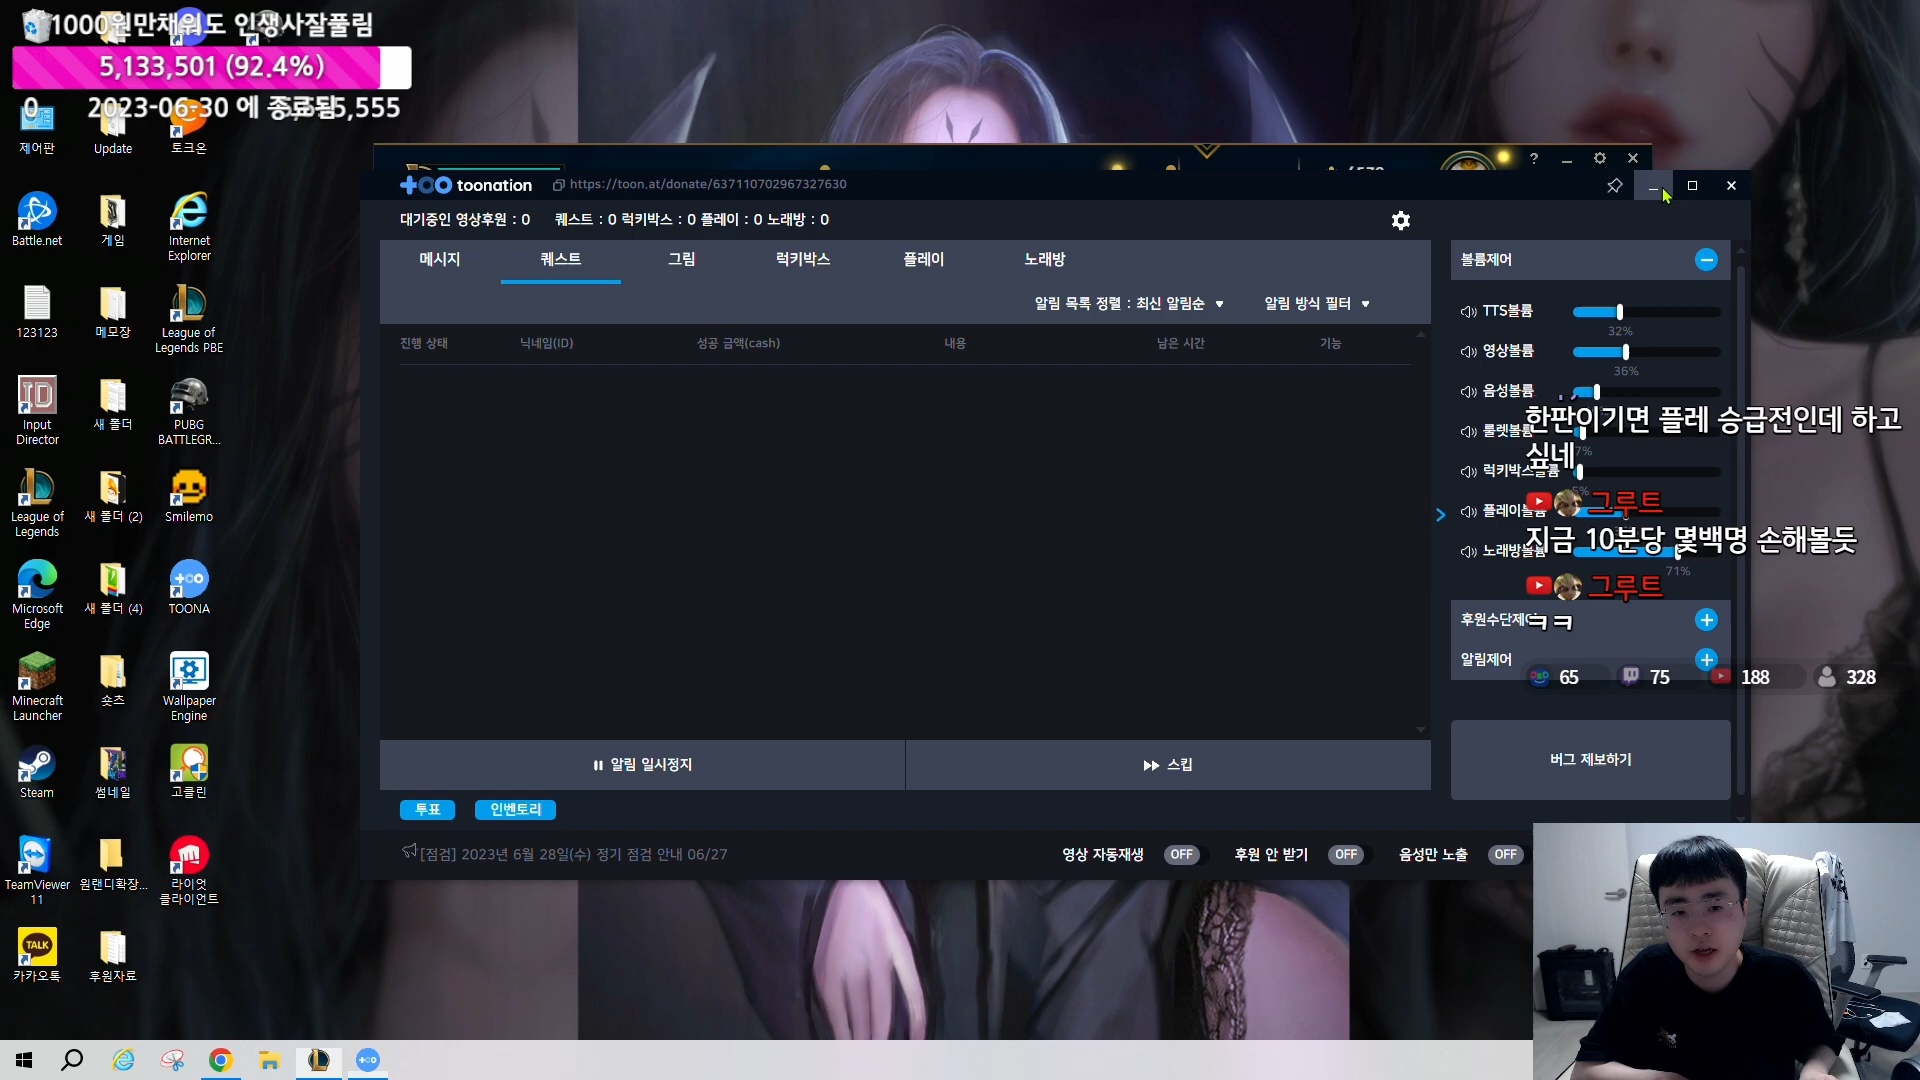 1000원만채워도 인생사잘풀림
5,133,501 (92.4%)
0
2023-06-30 에 종료됨
5,555
제어판
Update
토크온
Battle.net
게임
Internet
Explorer
123123
메모장
League of
Legends PBE
Input
Director
새 폴더
PUBG
BATTLEGR...
League of
Legends
새 폴더 (2)
Smilemo
Microsoft
Edge
새 폴더 (4)
TOONA
Minecraft
Launcher
숏츠
Wallpaper
Engine
Steam
썸네일
고클린
TeamViewer
11
원랜디확장...
라이엇
클라이언트
TALK
카카오톡
후원자료
toonation
https://toon.at/donate/637110702967327630
대기중인 영상후원 : 0 퀘스트 : 0 럭키박스 : 0 플레이 : 0 노래방 : 0
메시지 퀘스트 그림 럭키박스 플레이 노래방
알림 목록 정렬 : 최신 알림순 ▼ 알림 방식 필터 ▼
진행 상태 닉네임(ID) 성공 금액(cash) 내용 남은 시간 기능
알림 일시정지
스킵
투표
인벤토리
[점검] 2023년 6월 28일(수) 정기 점검 안내 06/27
영상 자동재생 OFF
후원 안 받기 OFF
음성만 노출 OFF
볼륨제어
TTS볼륨
32%
영상볼륨
36%
음성볼륨
룰렛볼륨
7%
럭키박스볼륨
5%
플레이볼륨
노래방볼륨
71%
후원수단제어
알림제어
버그 제보하기
한판이기면 플레 승급전인데 하고
싶네
그루트
지금 10분당 몇백명 손해볼듯
그루트
ㅋㅋ
65 75 188 328